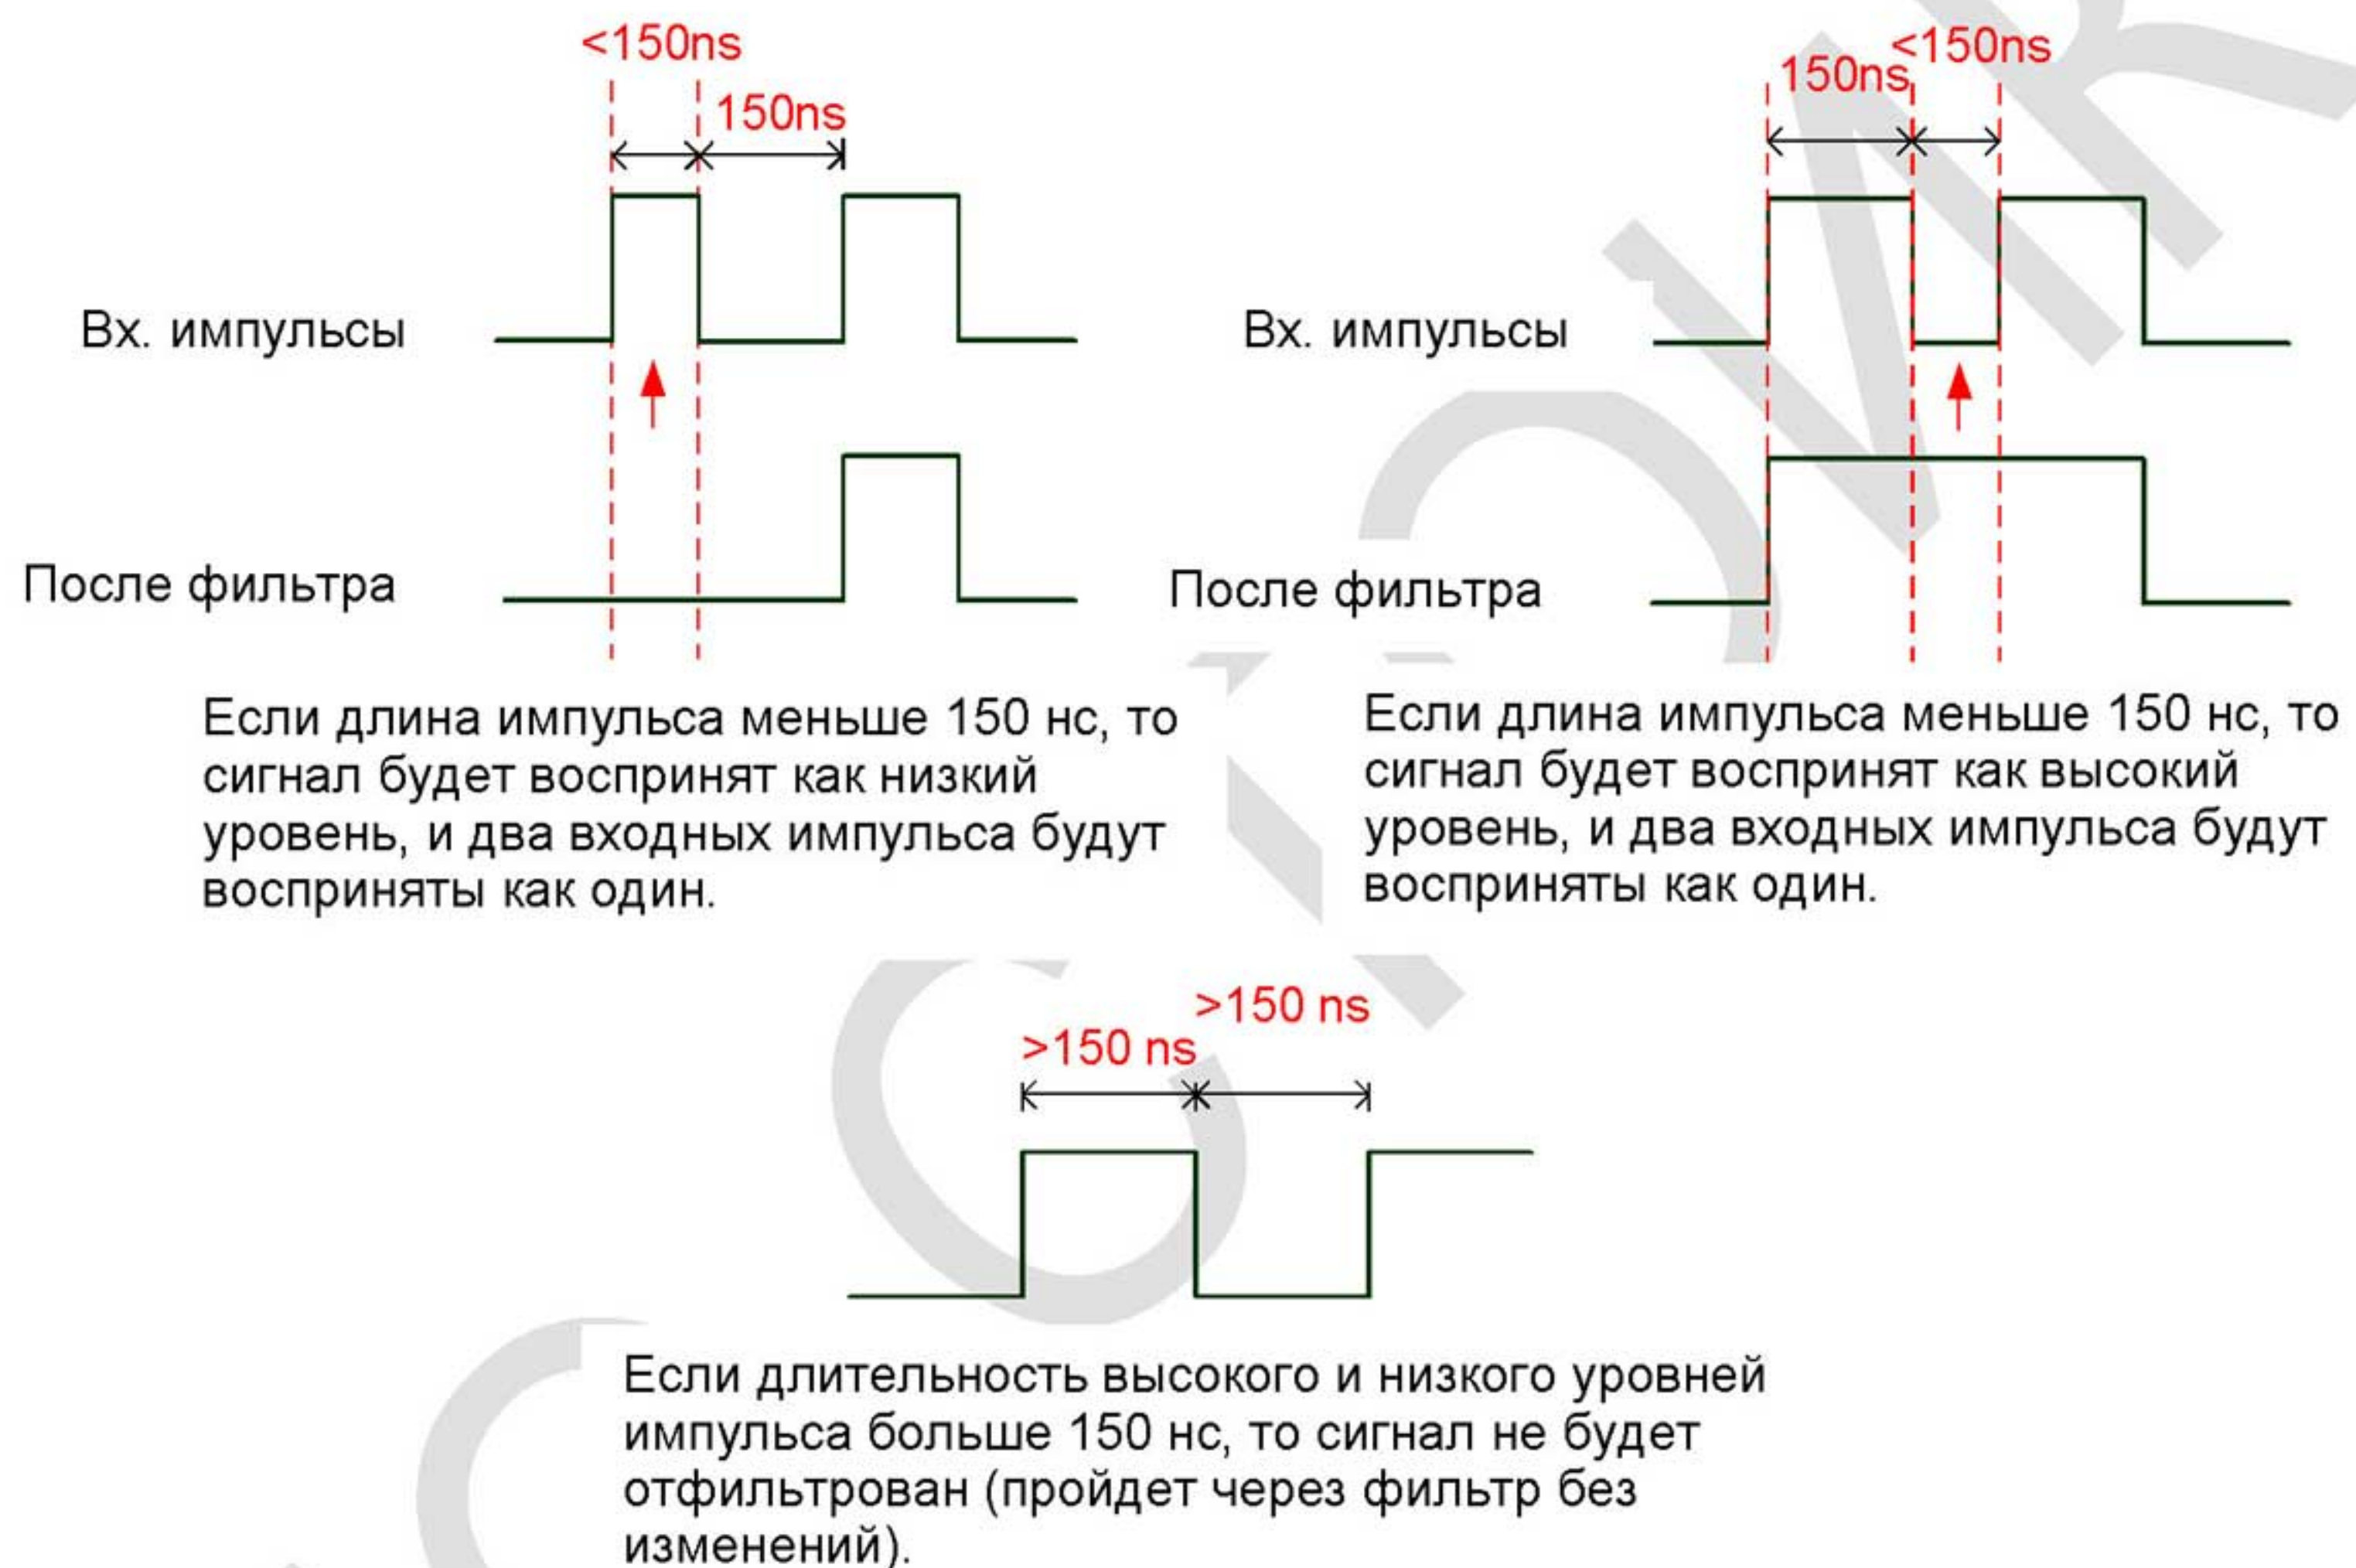 <150ns
150ns
Вх. импульсы
После фильтра
Если длина импульса меньше 150 нс, то
сигнал будет воспринят как низкий
уровень, и два входных импульса будут
восприняты как один.
<150ns
150ns
Вх. импульсы
После фильтра
Если длина импульса меньше 150 нс, то
сигнал будет воспринят как высокий
уровень, и два входных импульса будут
восприняты как один.
>150 ns
>150 ns
Если длительность высокого и низкого уровней
импульса больше 150 нс, то сигнал не будет
отфильтрован (пройдет через фильтр без
изменений).